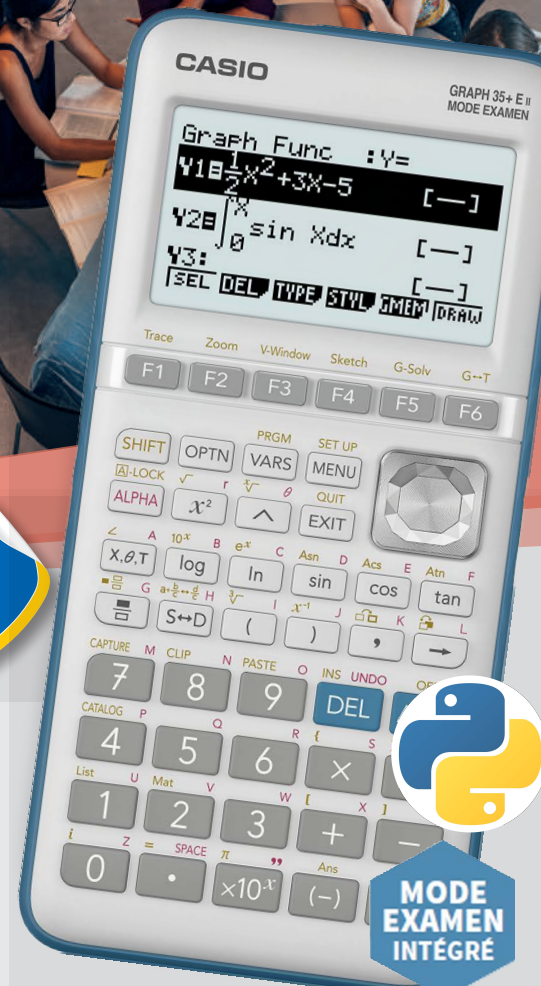 CASIO
GRAPH 35+ E II
MODE EXAMEN
Graph Func :Y=
Y1=1/2X²+3X-5 [—]
Y2=∫₀ˣ sin Xdx [—]
Y3: [—]
SEL DEL TYPE STYL GMEM DRAW
Trace Zoom V-Window Sketch G-Solv G↔T
F1 F2 F3 F4 F5 F6
PRGM SET UP
SHIFT OPTN VARS MENU
A-LOCK √ r ˣ√ θ QUIT
ALPHA x² ^ EXIT
∠ A 10ˣ B eˣ C Asn D Acs E Atn F
X,θ,T log ln sin cos tan
G a b/c↔d/c H ³√ I x⁻¹ J K L
S↔D ( ) , →
CAPTURE M CLIP N PASTE O INS UNDO
7 8 9 DEL
CATALOG P Q R { S
4 5 6 ×
List U Mat V W [ X ]
1 2 3 + −
i Z = SPACE π " Ans
0 . ×10ˣ (−)
MODE
EXAMEN
INTÉGRÉ